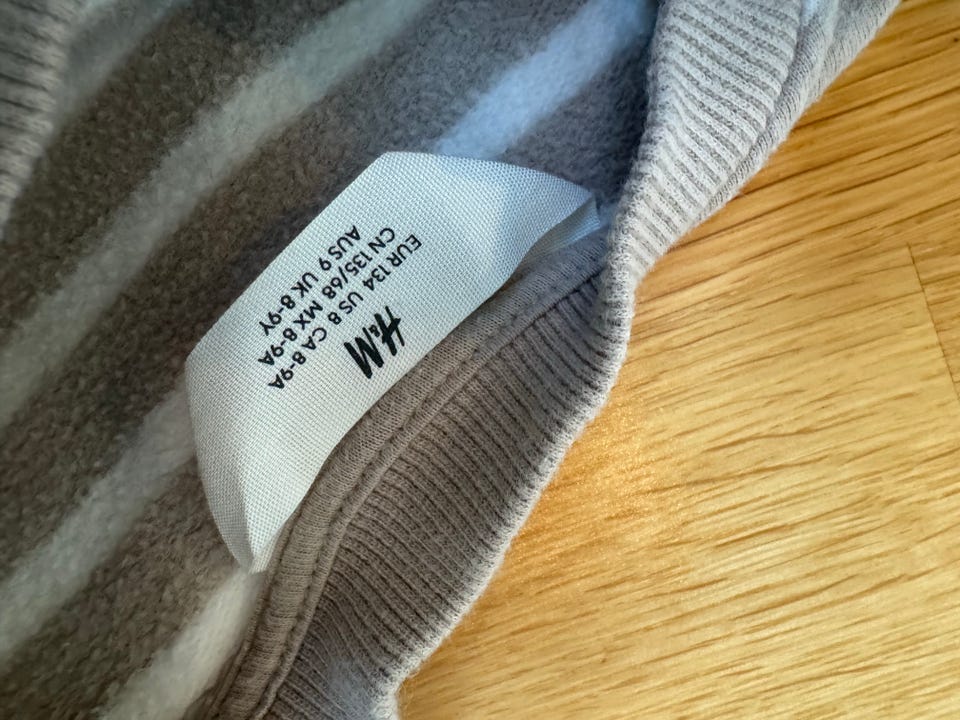 H&M
EUR 134 US 8 CA 8-9A
CN 135/68 MX 8-9A
AUS 9 UK 8-9Y